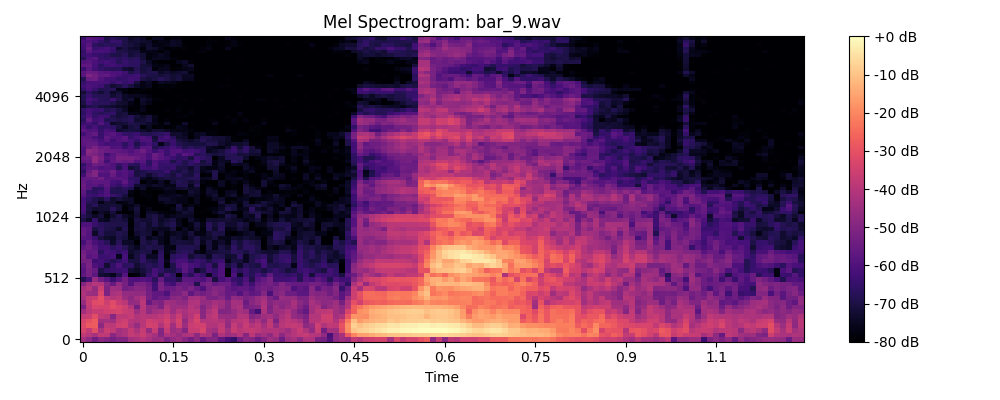 Mel Spectrogram: bar_9.wav
+0 dB
-10 dB
-20 dB
-30 dB
-40 dB
-50 dB
-60 dB
-70 dB
-80 dB
Hz
4096
2048
1024
512
0
0
0.15
0.3
0.45
0.6
0.75
0.9
1.1
Time